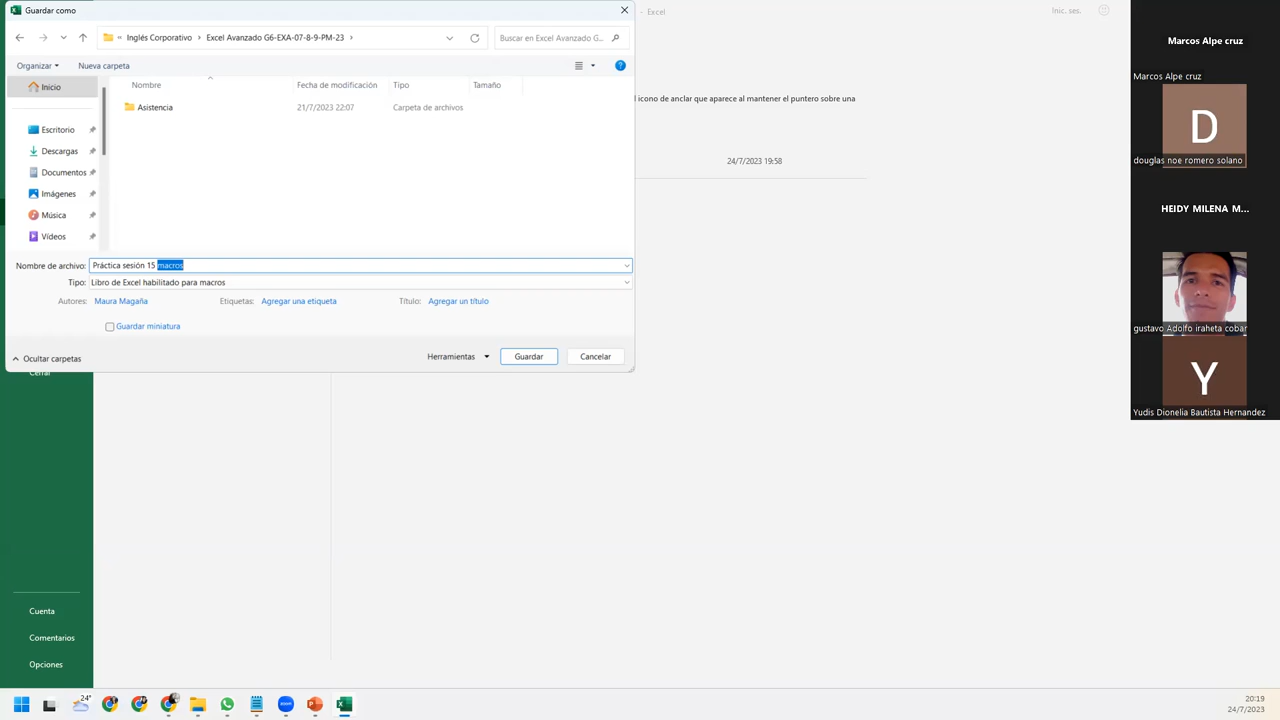 Guardar como
- Excel
Inic. ses.
Inglés Corporativo > Excel Avanzado G6-EXA-07-8-9-PM-23 >
Buscar en Excel Avanzado G...
Marcos Alpe cruz
Organizar
Nueva carpeta
Marcos Alpe cruz
Inicio
Nombre
Fecha de modificación
Tipo
Tamaño
l icono de anclar que aparece al mantener el puntero sobre una
Asistencia
21/7/2023 22:07
Carpeta de archivos
D
Escritorio
Descargas
24/7/2023 19:58
douglas noe romero solano
Documentos
Imágenes
HEIDY MILENA M...
Música
Vídeos
Nombre de archivo: Práctica sesión 15 macros
Tipo: Libro de Excel habilitado para macros
Autores: Maura Magaña
Etiquetas: Agregar una etiqueta
Título: Agregar un título
Guardar miniatura
gustavo Adolfo iraheta cobar
Ocultar carpetas
Herramientas
Guardar
Cancelar
Cerrar
Y
Yudis Dionelia Bautista Hernandez
Cuenta
Comentarios
Opciones
24°
zoom
20:19
24/7/2023